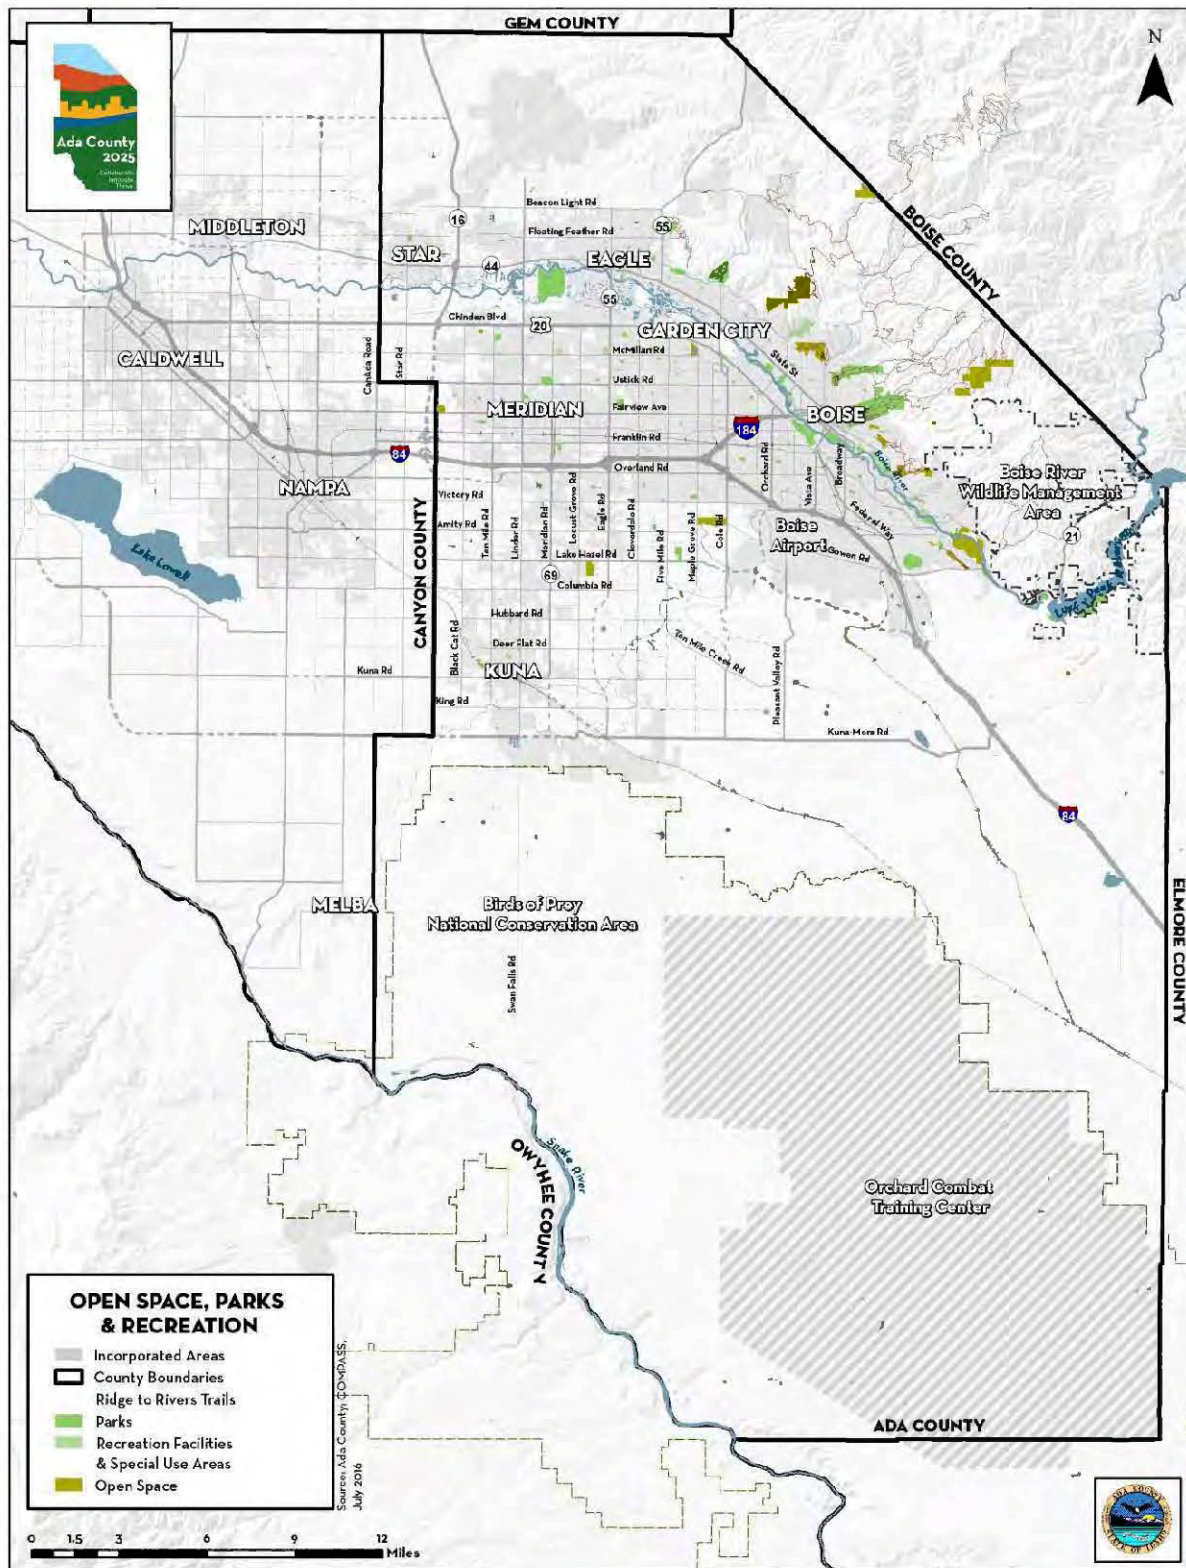 GEM COUNTY
N
Ada County
2025
BOISE COUNTY
MIDDLETON
16
Beacon Light Rd
Floating Feather Rd
55
STAR
44
EAGLE
55
Chinden Blvd
20
GARDEN CITY
State St
CALDWELL
CanAda Road
Star Rd
McMillan Rd
Ustick Rd
MERIDIAN
Fairview Ave
184
BOISE
Franklin Rd
84
Overland Rd
Orchard Rd
Vista Ave
Broadway
Boise River
Boise River
Wildlife Management
Area
21
NAMPA
Victory Rd
Amity Rd
Ten Mile Rd
Linder Rd
Meridian Rd
Locust Grove Rd
Eagle Rd
Cloverdale Rd
Five Mile Rd
Maple Grove Rd
Cole Rd
Boise
Airport
Federal Way
Gowen Rd
Lake Lowell
Lake Hazel Rd
69
Columbia Rd
CANYON COUNTY
Black Cat Rd
Hubbard Rd
Deer Flat Rd
KUNA
Kuna Rd
Ten Mile Creek Rd
Pleasant Valley Rd
King Rd
Kuna-Mora Rd
84
MELBA
Birds of Prey
National Conservation Area
Swan Falls Rd
ELMORE COUNTY
Snake River
OWYHEE COUNTY
Orchard Combat
Training Center
ADA COUNTY
OPEN SPACE, PARKS
& RECREATION
Incorporated Areas
County Boundaries
Ridge to Rivers Trails
Parks
Recreation Facilities
& Special Use Areas
Open Space
Source: Ada County, COMPASS,
July 2016
0 1.5 3 6 9 12
Miles
ADA COUNTY
STATE OF IDAHO